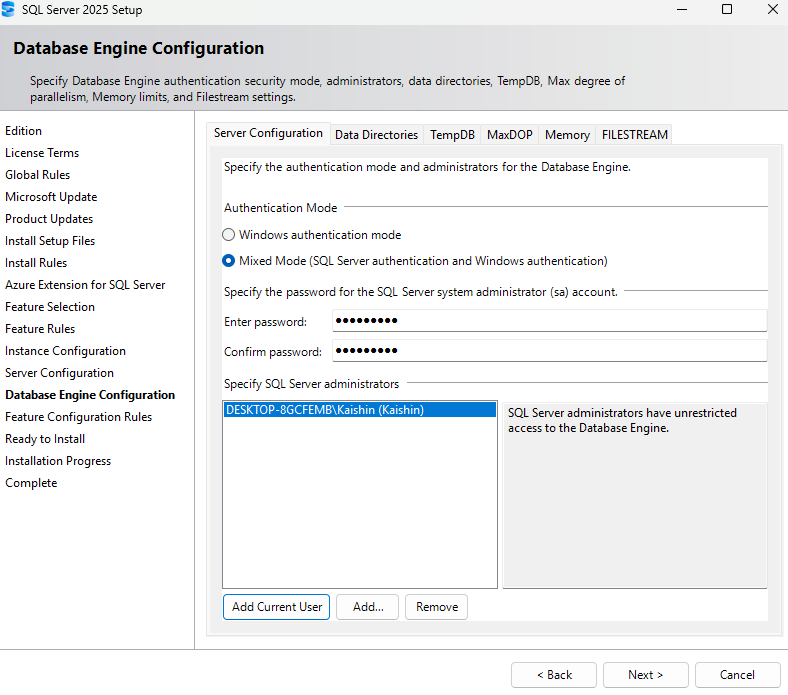 SQL Server 2025 Setup
Database Engine Configuration
Specify Database Engine authentication security mode, administrators, data directories, TempDB, Max degree of
parallelism, Memory limits, and Filestream settings.
Edition
License Terms
Global Rules
Microsoft Update
Product Updates
Install Setup Files
Install Rules
Azure Extension for SQL Server
Feature Selection
Feature Rules
Instance Configuration
Server Configuration
Database Engine Configuration
Feature Configuration Rules
Ready to Install
Installation Progress
Complete
Server Configuration
Data Directories
TempDB
MaxDOP
Memory
FILESTREAM
Specify the authentication mode and administrators for the Database Engine.
Authentication Mode
Windows authentication mode
Mixed Mode (SQL Server authentication and Windows authentication)
Specify the password for the SQL Server system administrator (sa) account.
Enter password: ●●●●●●●●●
Confirm password: ●●●●●●●●●
Specify SQL Server administrators
DESKTOP-8GCFEMB\Kaishin (Kaishin)
SQL Server administrators have unrestricted
access to the Database Engine.
Add Current User
Add...
Remove
< Back
Next >
Cancel